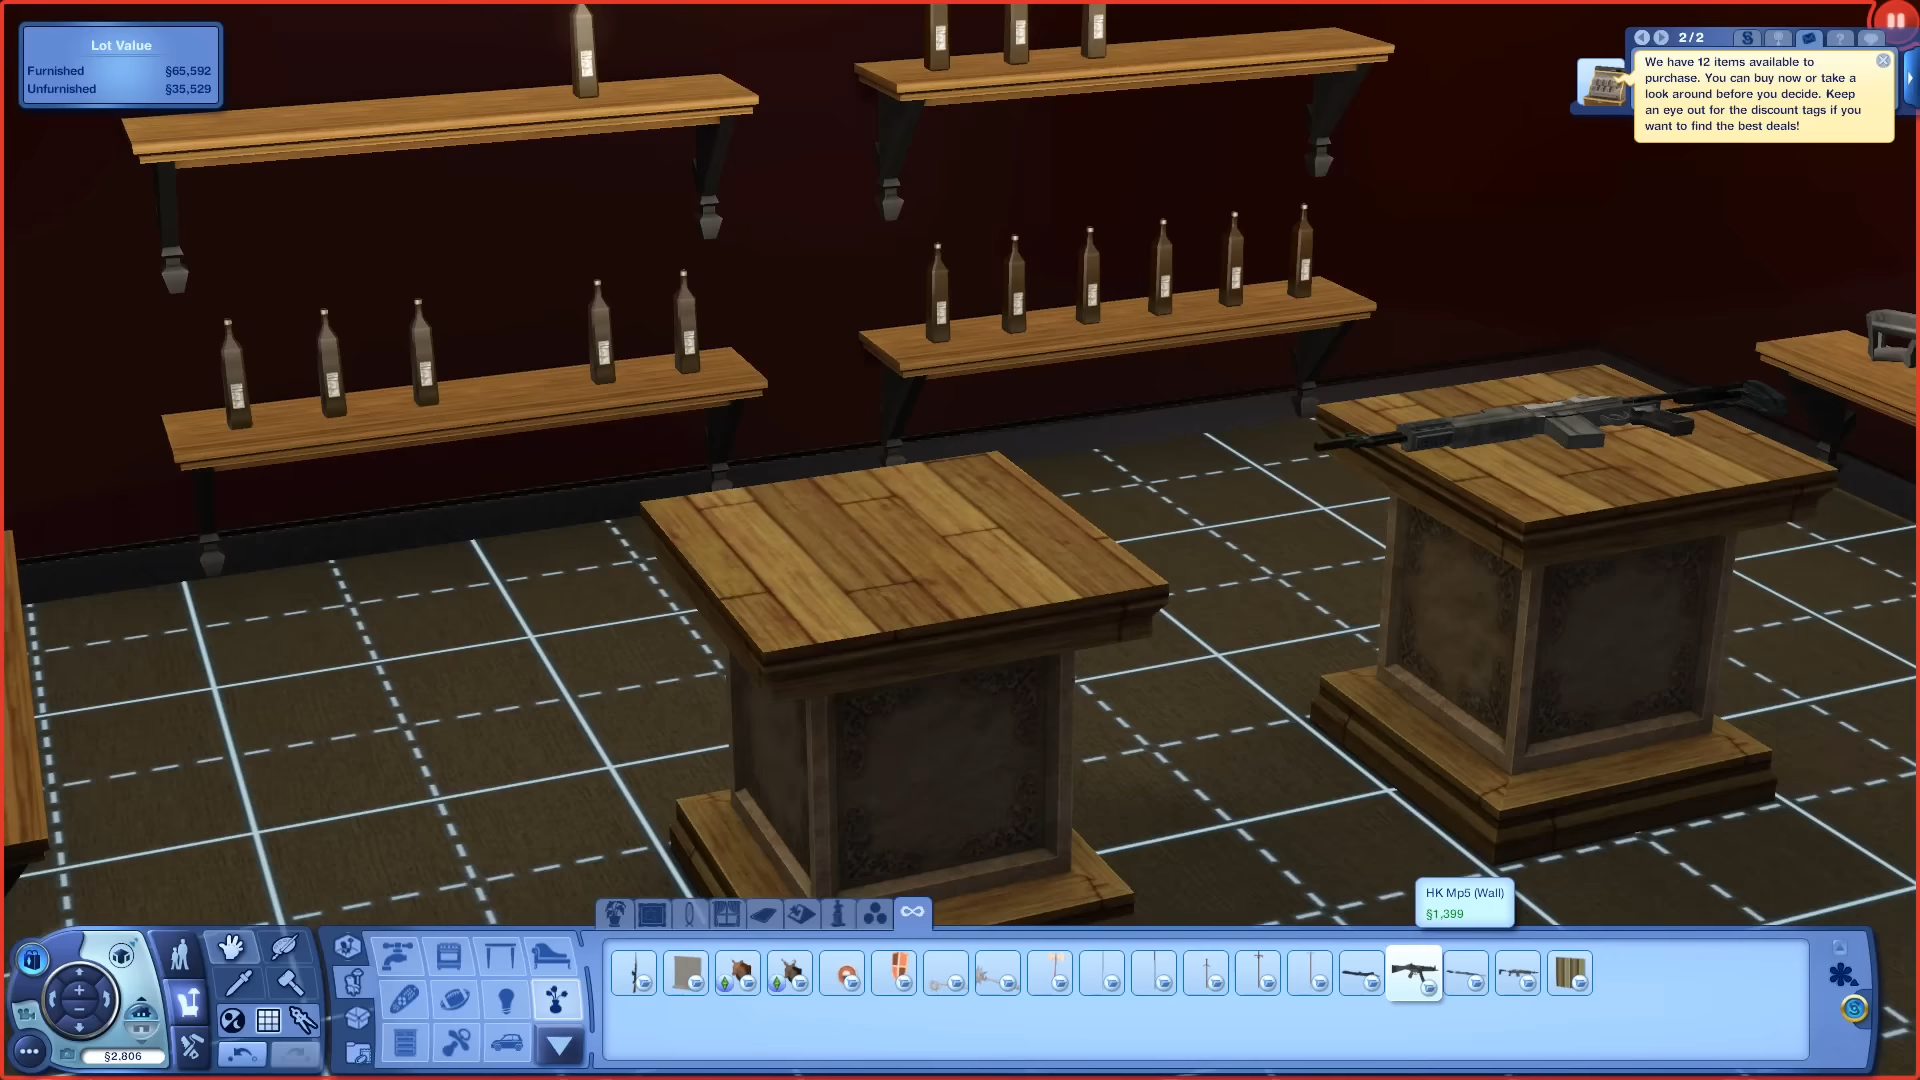 Lot Value
Furnished §65,592
Unfurnished §35,529
2/2
We have 12 items available to
purchase. You can buy now or take a
look around before you decide. Keep
an eye out for the discount tags if you
want to find the best deals!
HK Mp5 (Wall)
§1,399
§2,806